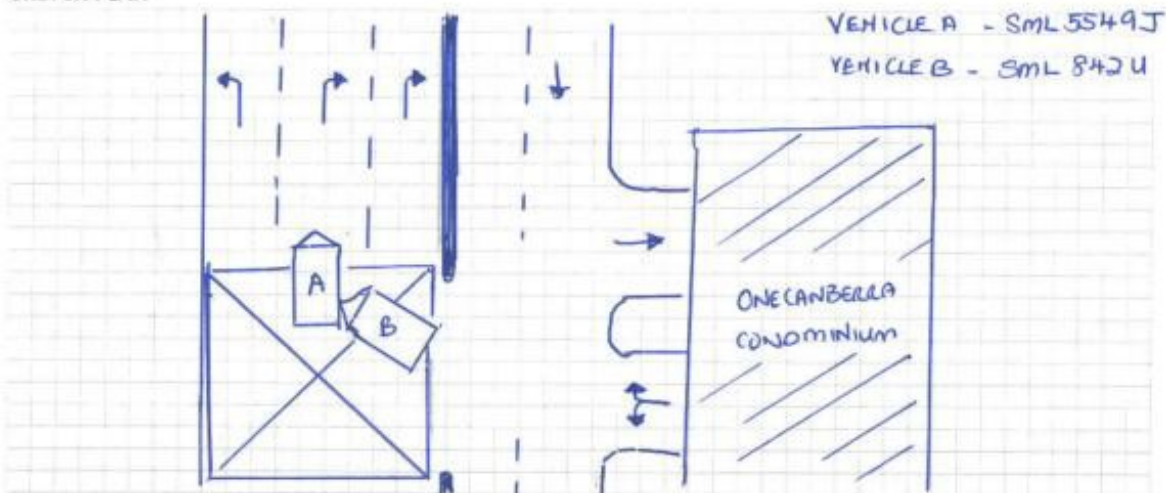 VEHICLE A - SML 5549J
VEHICLE B - SML 842U
A
B
ONECANBERRA
CONDOMINIUM